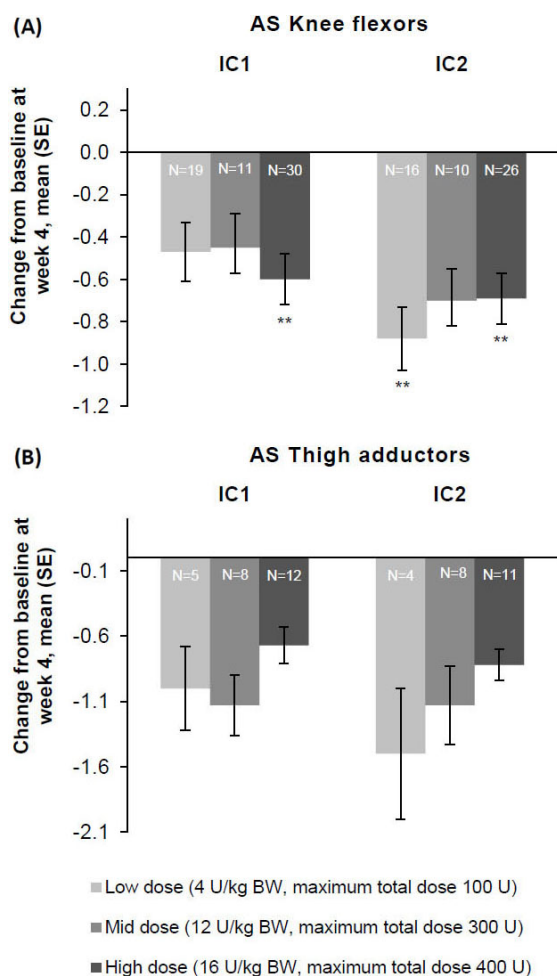 (A)
AS Knee flexors
IC1 IC2
Change from baseline at
week 4, mean (SE)
0.2
0.0
-0.2
-0.4
-0.6
-0.8
-1.0
-1.2
N=19 N=11 N=30 N=16 N=10 N=26
**
**
**
(B)
AS Thigh adductors
IC1 IC2
Change from baseline at
week 4, mean (SE)
-0.1
-0.6
-1.1
-1.6
-2.1
N=5 N=8 N=12 N=4 N=8 N=11
Low dose (4 U/kg BW, maximum total dose 100 U)
Mid dose (12 U/kg BW, maximum total dose 300 U)
High dose (16 U/kg BW, maximum total dose 400 U)